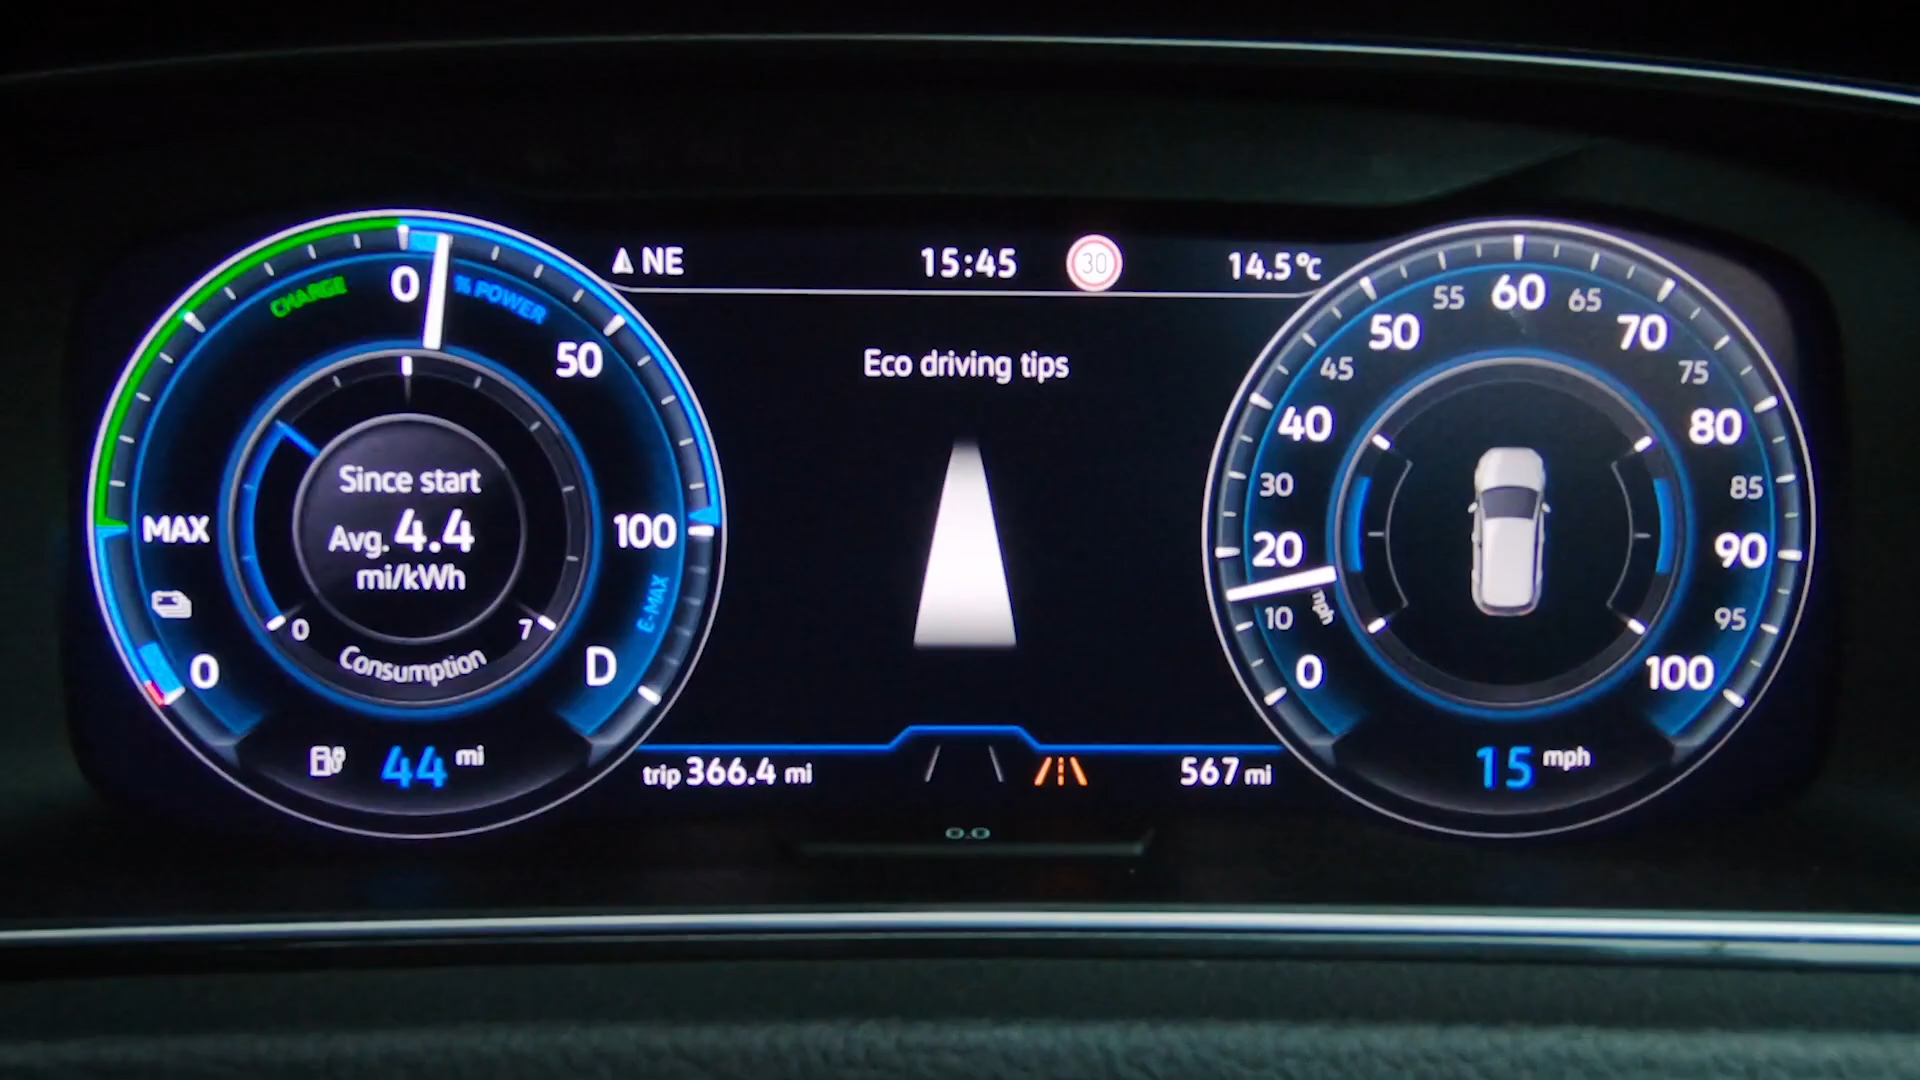 NE
15:45
30
14.5°C
CHARGE
0
% POWER
50
100
E-MAX
D
MAX
0
Since start
Avg. 4.4
mi/kWh
0
7
Consumption
44 mi
Eco driving tips
trip 366.4 mi
567 mi
0.0
0
10
20
30
40
45
50
55
60
65
70
75
80
85
90
95
100
mph
15 mph